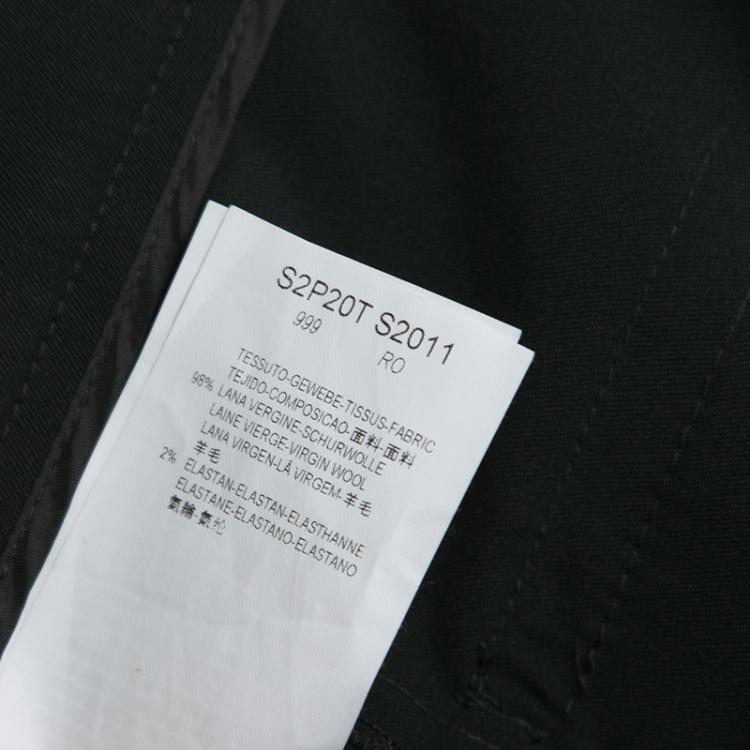 S2P20T S2011
999 RO
TESSUTO-GEWEBE-TISSUS-FABRIC
TEJIDO-COMPOSICAO-面料-面料
98% LANA VERGINE-SCHURWOLLE
LAINE VIERGE-VIRGIN WOOL
LANA VIRGEN-LÃ VIRGEM-羊毛
羊毛
2% ELASTAN-ELASTAN-ELASTHANNE
ELASTANE-ELASTANO-ELASTANO
氨綸-氨纶